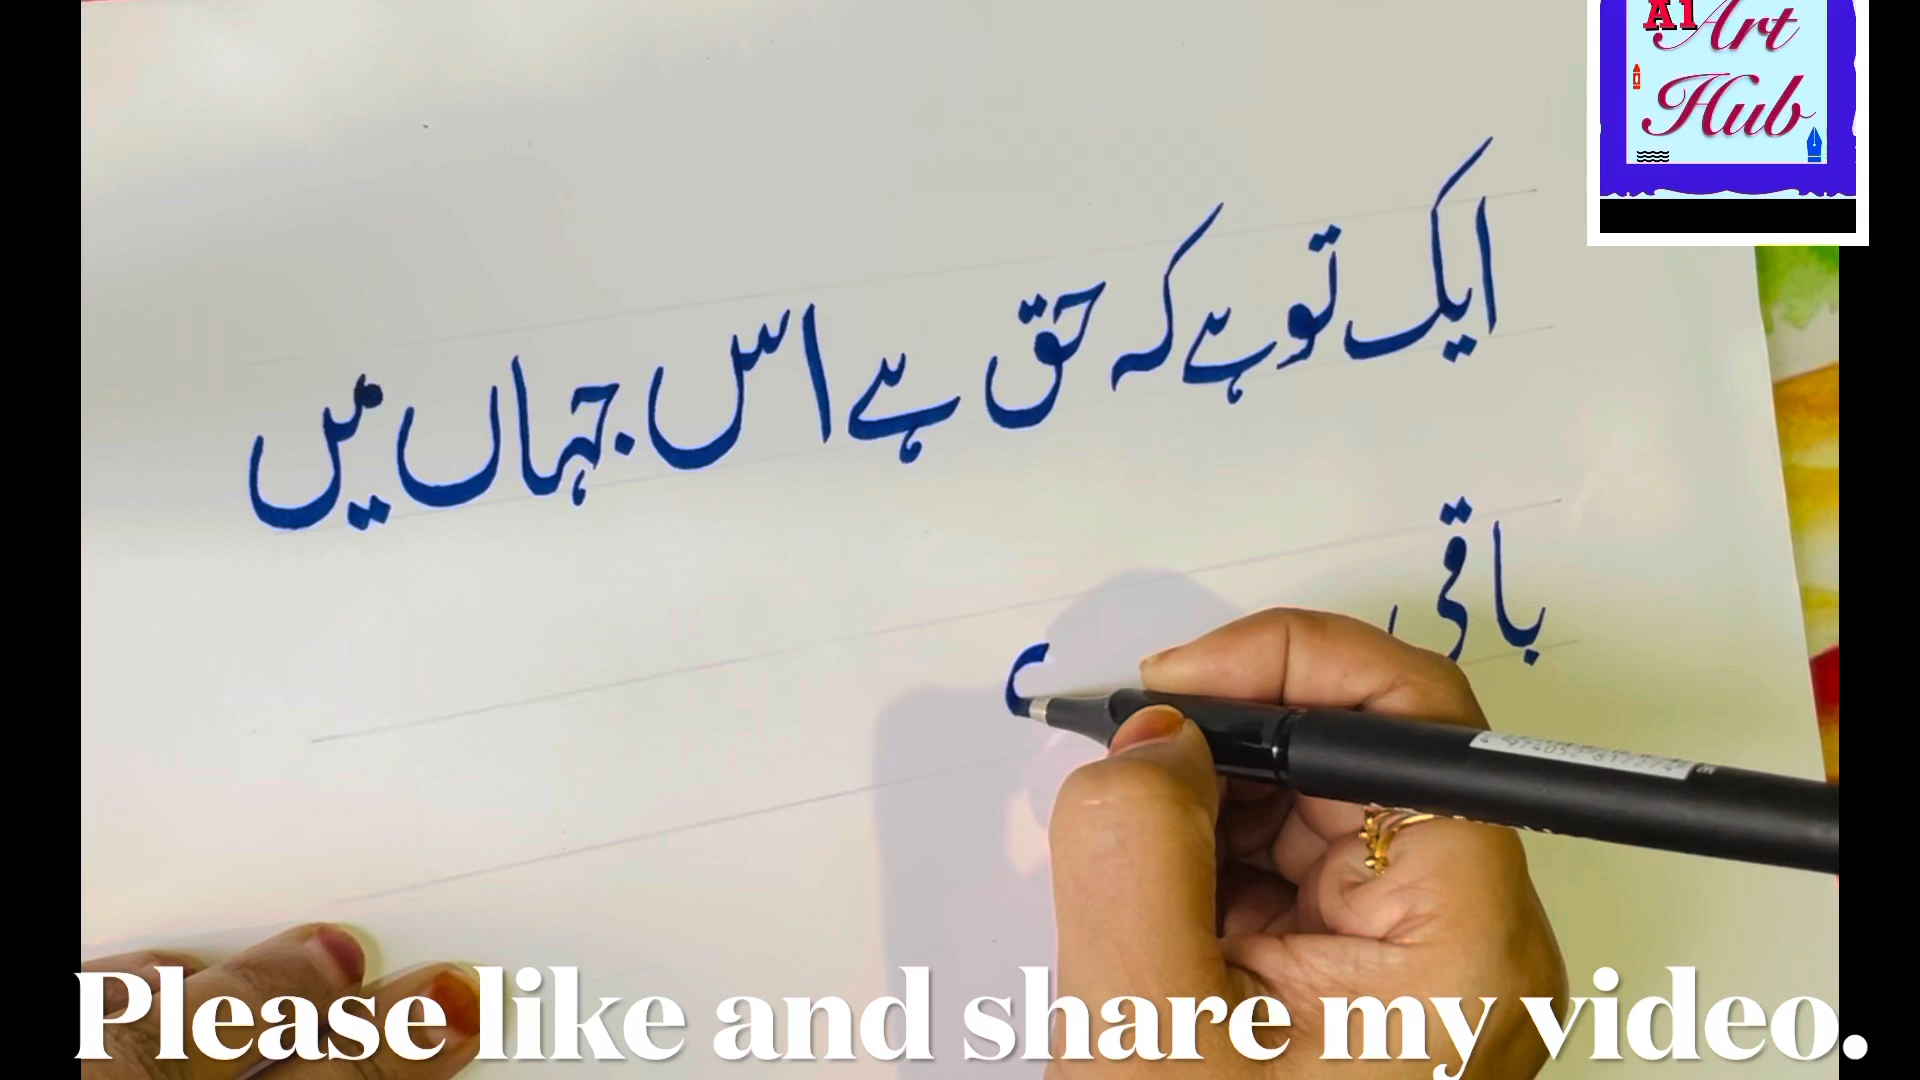 A1 Art
Hub
ایک تو ہے کہ حق ہے اس جہاں میں
باقی
Please like and share my video.